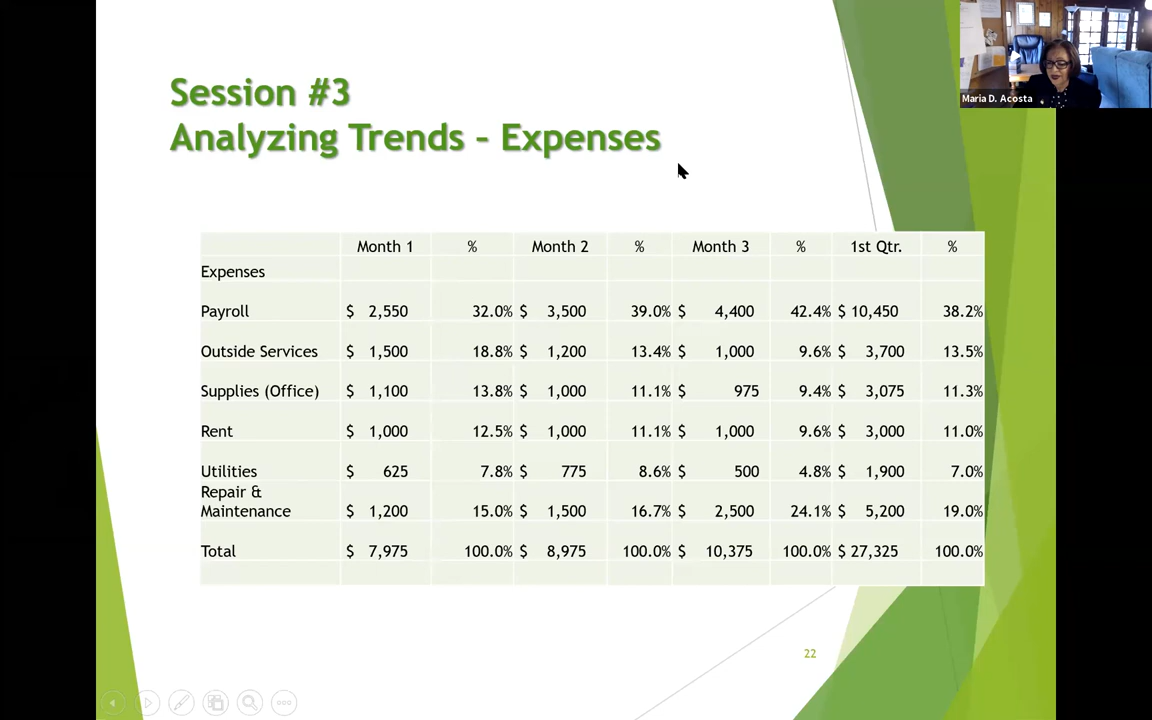 Session #3
Analyzing Trends – Expenses
Maria D. Acosta
Month 1 % Month 2 % Month 3 % 1st Qtr. %
Expenses
Payroll $ 2,550 32.0% $ 3,500 39.0% $ 4,400 42.4% $ 10,450 38.2%
Outside Services $ 1,500 18.8% $ 1,200 13.4% $ 1,000 9.6% $ 3,700 13.5%
Supplies (Office) $ 1,100 13.8% $ 1,000 11.1% $ 975 9.4% $ 3,075 11.3%
Rent $ 1,000 12.5% $ 1,000 11.1% $ 1,000 9.6% $ 3,000 11.0%
Utilities $ 625 7.8% $ 775 8.6% $ 500 4.8% $ 1,900 7.0%
Repair &
Maintenance $ 1,200 15.0% $ 1,500 16.7% $ 2,500 24.1% $ 5,200 19.0%
Total $ 7,975 100.0% $ 8,975 100.0% $ 10,375 100.0% $ 27,325 100.0%
22